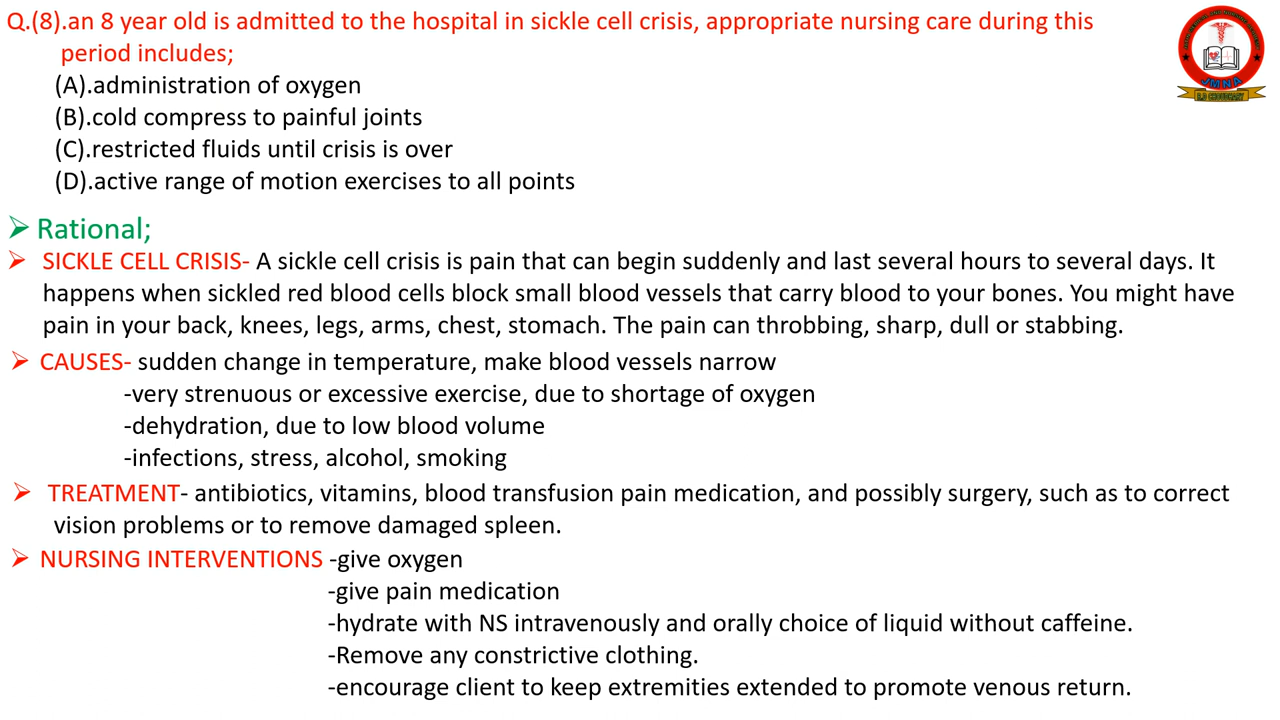 Q.(8).an 8 year old is admitted to the hospital in sickle cell crisis, appropriate nursing care during this
period includes;
(A).administration of oxygen
(B).cold compress to painful joints
(C).restricted fluids until crisis is over
(D).active range of motion exercises to all points
➢ Rational;
➢ SICKLE CELL CRISIS- A sickle cell crisis is pain that can begin suddenly and last several hours to several days. It
happens when sickled red blood cells block small blood vessels that carry blood to your bones. You might have
pain in your back, knees, legs, arms, chest, stomach. The pain can throbbing, sharp, dull or stabbing.
➢ CAUSES- sudden change in temperature, make blood vessels narrow
-very strenuous or excessive exercise, due to shortage of oxygen
-dehydration, due to low blood volume
-infections, stress, alcohol, smoking
➢ TREATMENT- antibiotics, vitamins, blood transfusion pain medication, and possibly surgery, such as to correct
vision problems or to remove damaged spleen.
➢ NURSING INTERVENTIONS -give oxygen
-give pain medication
-hydrate with NS intravenously and orally choice of liquid without caffeine.
-Remove any constrictive clothing.
-encourage client to keep extremities extended to promote venous return.
JMNA